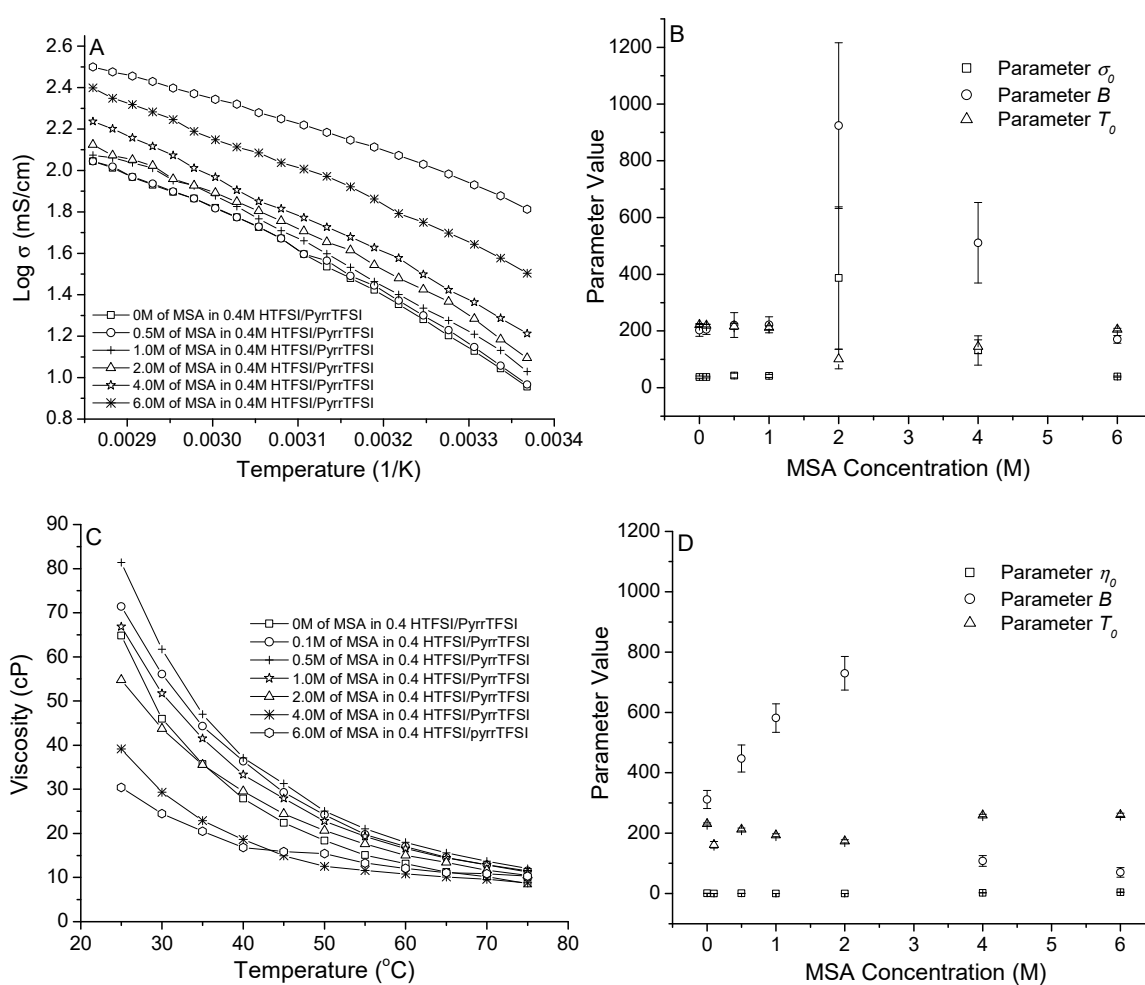 A
2.6
2.4
2.2
2.0
1.8
1.6
1.4
1.2
1.0
0.8
Log σ (mS/cm)
0M of MSA in 0.4M HTFSI/PyrrTFSI
0.5M of MSA in 0.4M HTFSI/PyrrTFSI
1.0M of MSA in 0.4M HTFSI/PyrrTFSI
2.0M of MSA in 0.4M HTFSI/PyrrTFSI
4.0M of MSA in 0.4M HTFSI/PyrrTFSI
6.0M of MSA in 0.4M HTFSI/PyrrTFSI
0.0029 0.0030 0.0031 0.0032 0.0033 0.0034
Temperature (1/K)
B
1200
1000
800
600
400
200
0
Parameter Value
Parameter σ0
Parameter B
Parameter T0
0 1 2 3 4 5 6
MSA Concentration (M)
C
90
80
70
60
50
40
30
20
10
0
Viscosity (cP)
0M of MSA in 0.4 HTFSI/PyrrTFSI
0.1M of MSA in 0.4 HTFSI/PyrrTFSI
0.5M of MSA in 0.4 HTFSI/PyrrTFSI
1.0M of MSA in 0.4 HTFSI/PyrrTFSI
2.0M of MSA in 0.4 HTFSI/PyrrTFSI
4.0M of MSA in 0.4 HTFSI/PyrrTFSI
6.0M of MSA in 0.4 HTFSI/pyrrTFSI
20 30 40 50 60 70 80
Temperature (°C)
D
1200
1000
800
600
400
200
0
Parameter Value
Parameter η0
Parameter B
Parameter T0
0 1 2 3 4 5 6
MSA Concentration (M)